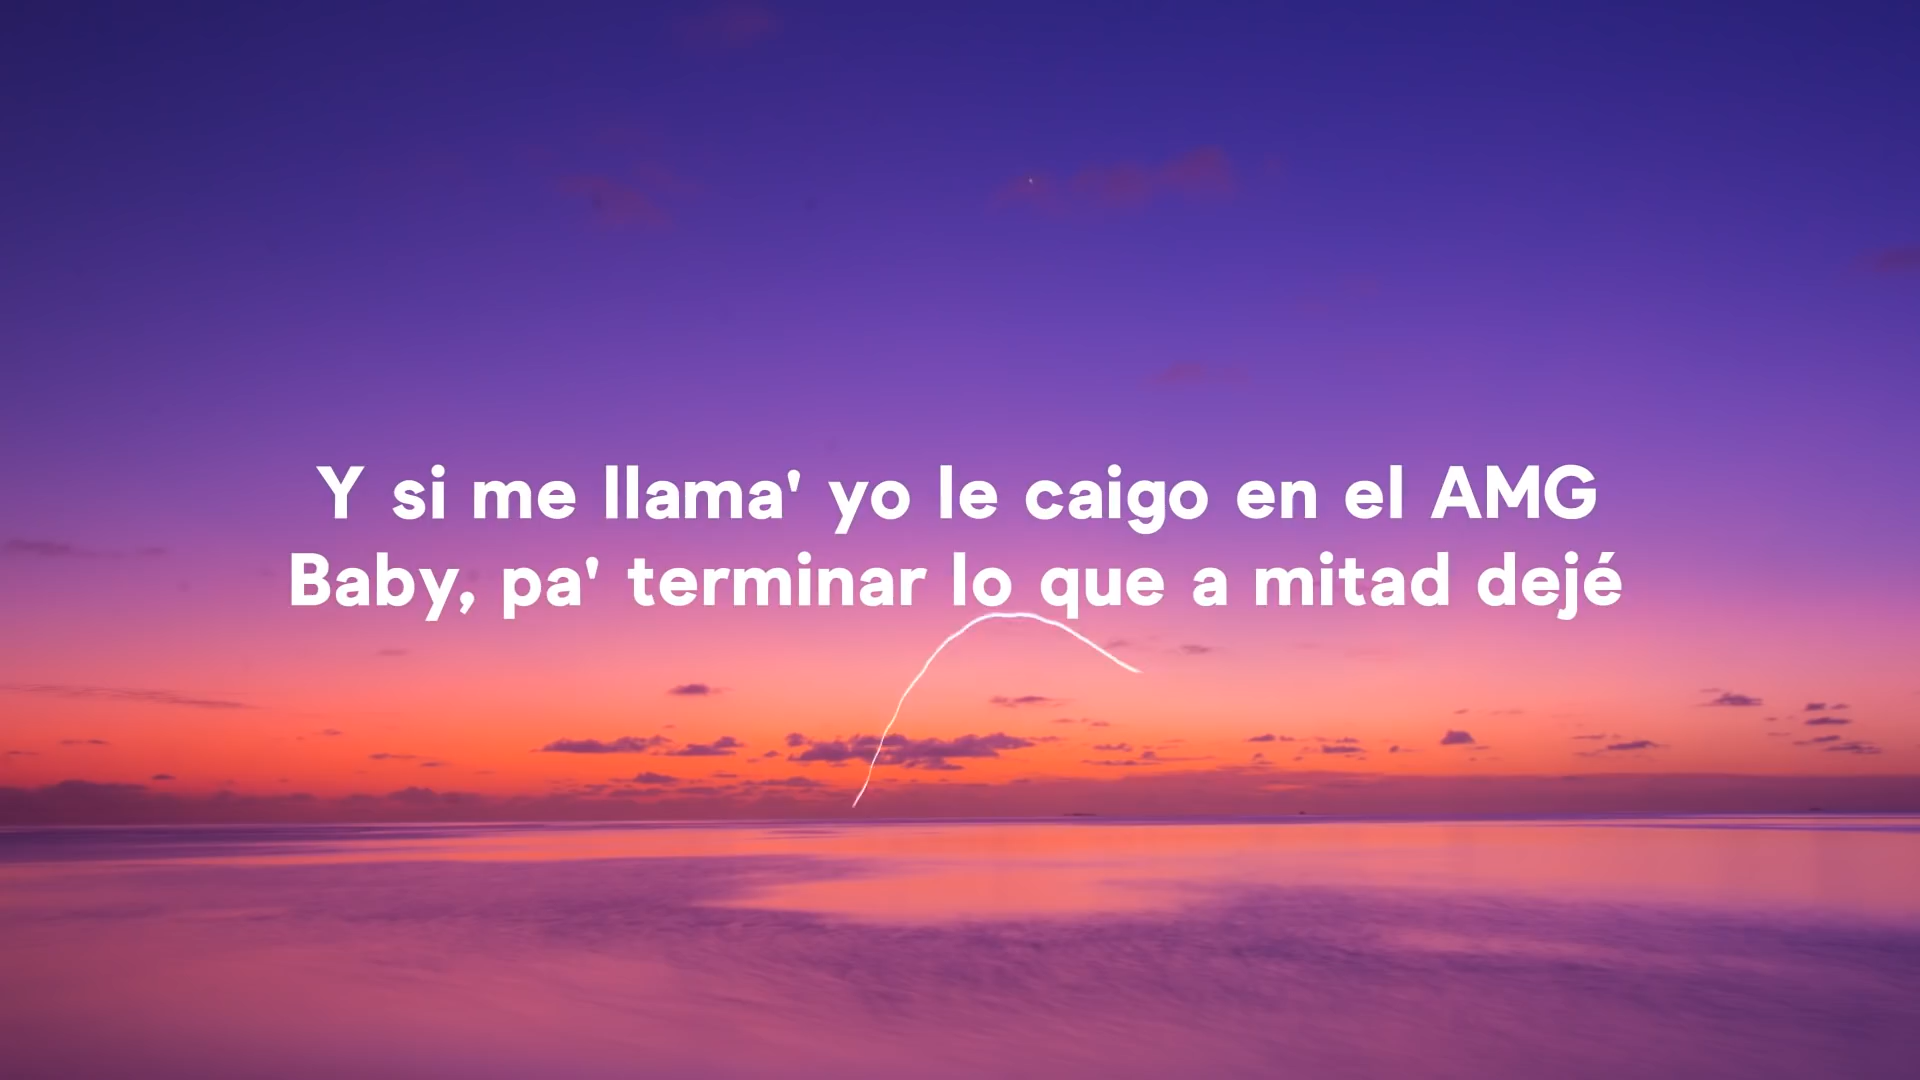 Y si me llama' yo le caigo en el AMG
Baby, pa' terminar lo que a mitad dejé